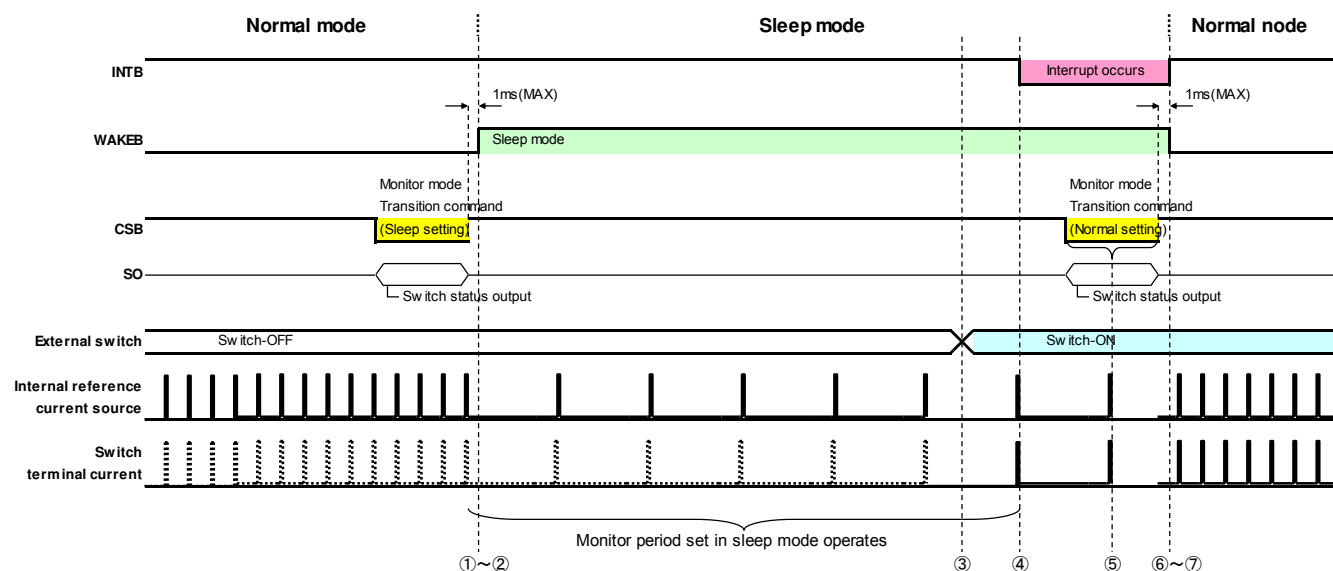 Normal mode
Sleep mode
Normal node
INTB
Interrupt occurs
1ms(MAX)
1ms(MAX)
WAKEB
Sleep mode
Monitor mode
Transition command
(Sleep setting)
Monitor mode
Transition command
(Normal setting)
CSB
SO
Switch status output
Switch status output
External switch
Switch-OFF
Switch-ON
Internal reference
current source
Switch
terminal current
Monitor period set in sleep mode operates
①～②
③
④
⑤
⑥～⑦